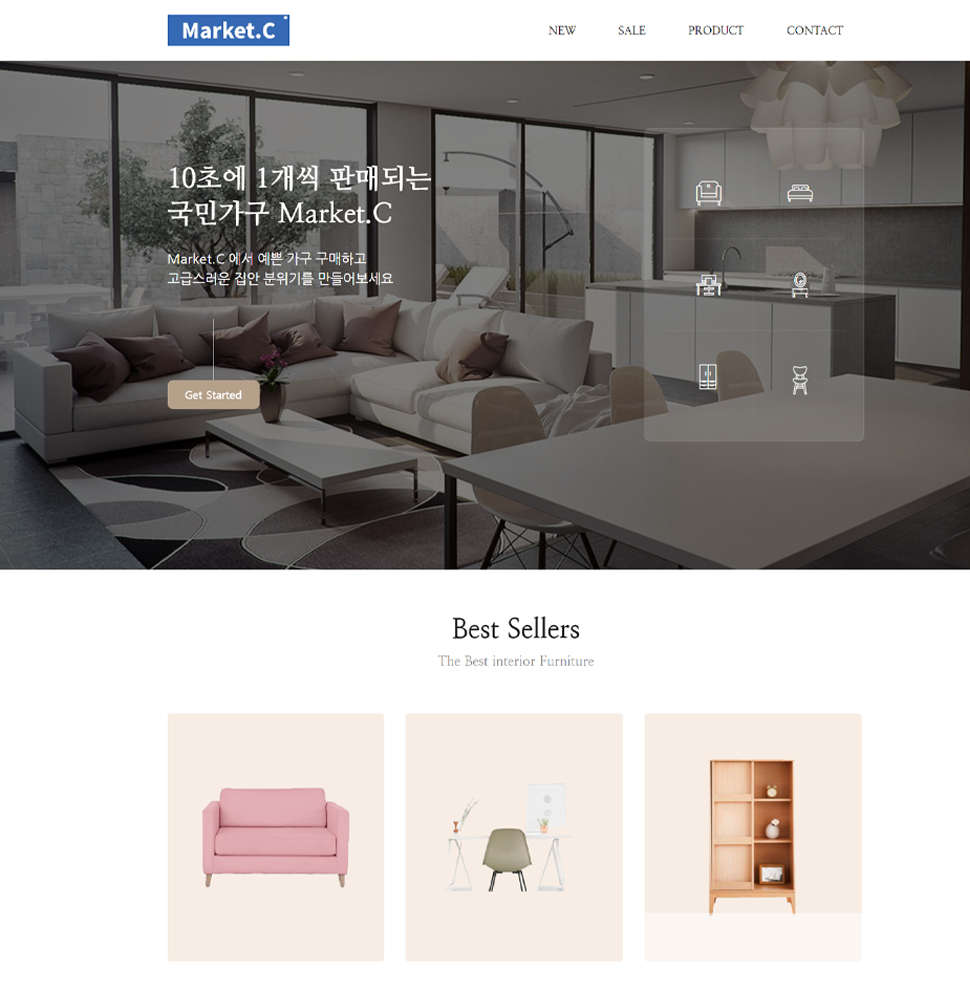 Market.C
NEW
SALE
PRODUCT
CONTACT
10초에 1개씩 판매되는
국민가구 Market.C
Market.C 에서 예쁜 가구 구매하고
고급스러운 집안 분위기를 만들어보세요
Get Started
Best Sellers
The Best interior Furniture